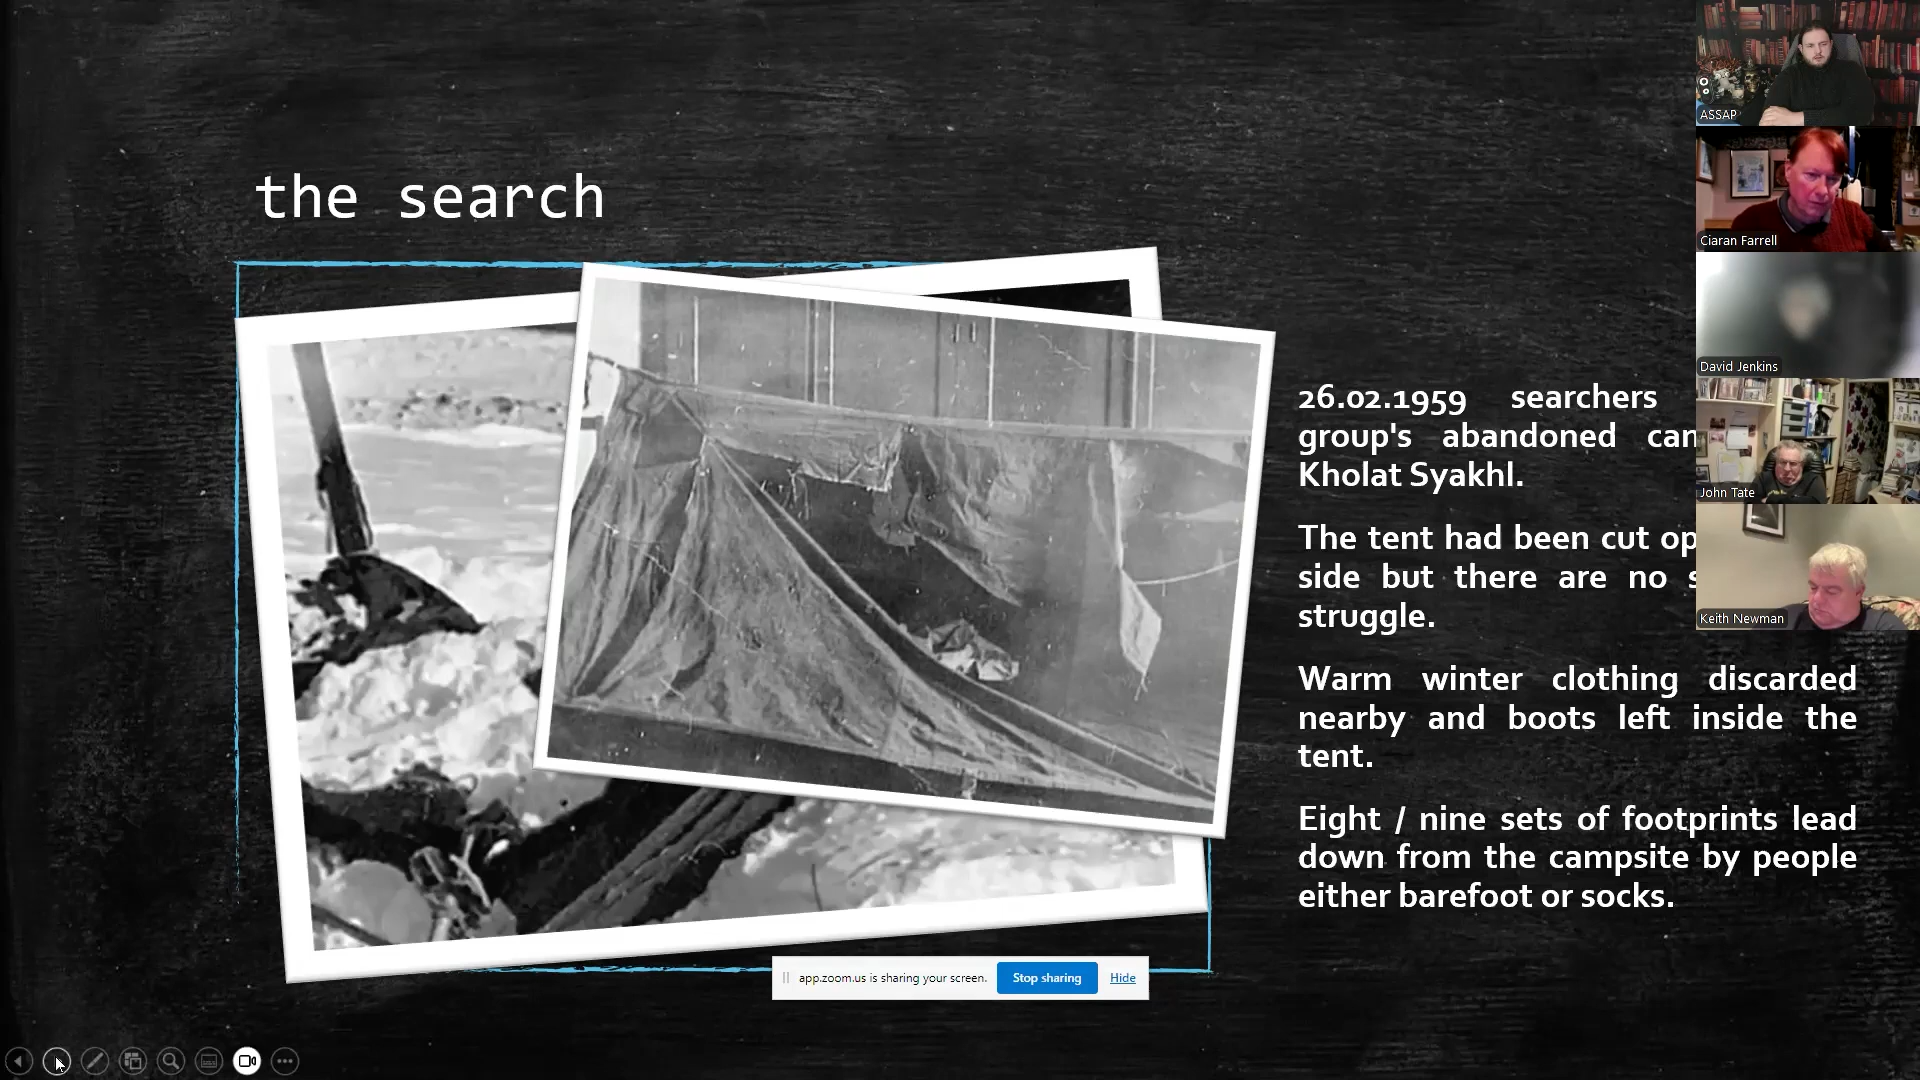 the search
26.02.1959 searchers
group's abandoned
Kholat Syakhl.
The tent had been cut
side but there are no
struggle.
Warm winter clothing discarded
nearby and boots left inside the
tent.
Eight / nine sets of footprints lead
down from the campsite by people
either barefoot or socks.
ASSAP
Ciaran Farrell
David Jenkins
John Tate
Keith Newman
app.zoom.us is sharing your screen. Stop sharing Hide